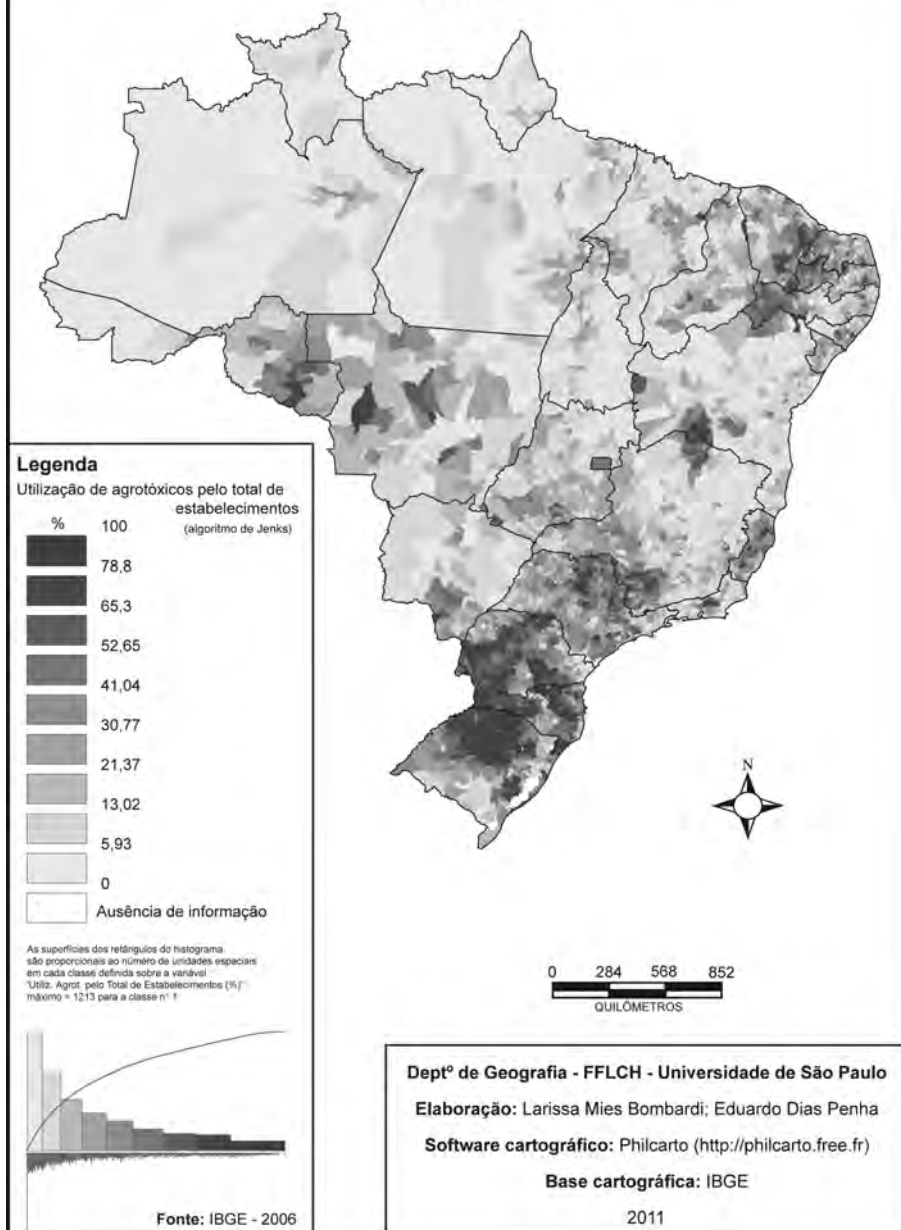 Legenda
Utilização de agrotóxicos pelo total de
estabelecimentos
(algoritmo de Jenks)
%
100
78,8
65,3
52,65
41,04
30,77
21,37
13,02
5,93
0
Ausência de informação
As superfícies dos retângulos do histograma
são proporcionais ao número de unidades espaciais
em cada classe definida sobre a variável
'Utiliz. Agrot. pelo Total de Estabelecimentos (%)'
máximo = 1213 para a classe n° 1
Fonte: IBGE - 2006
N
0 284 568 852
QUILÔMETROS
Deptº de Geografia - FFLCH - Universidade de São Paulo
Elaboração: Larissa Mies Bombardi; Eduardo Dias Penha
Software cartográfico: Philcarto (http://philcarto.free.fr)
Base cartográfica: IBGE
2011